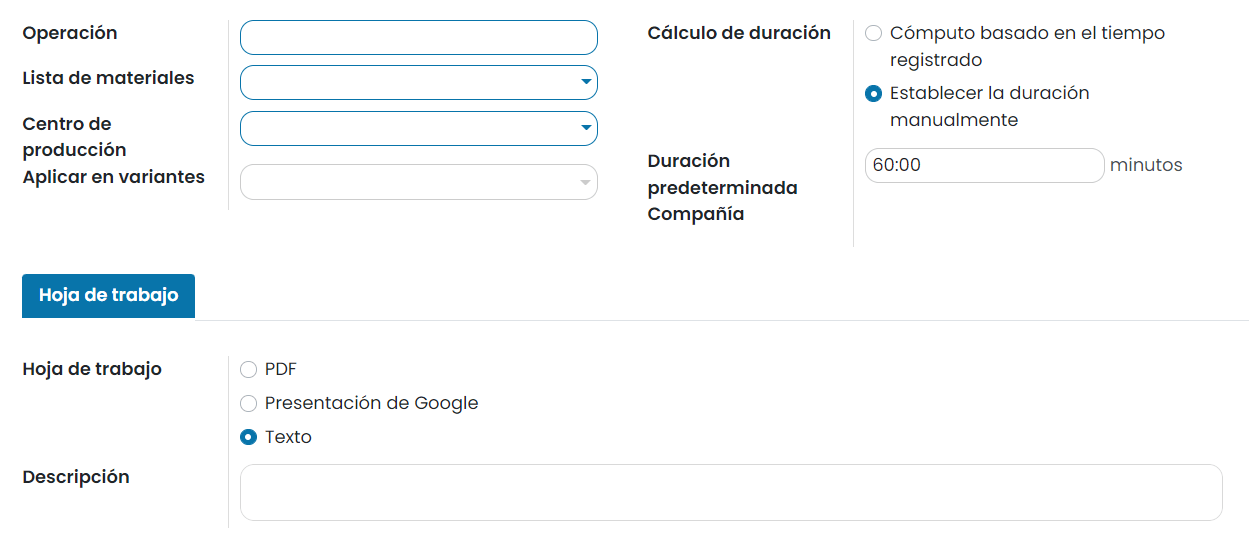 Operación
Lista de materiales
Centro de
producción
Aplicar en variantes
Cálculo de duración
Cómputo basado en el tiempo
registrado
Establecer la duración
manualmente
Duración
predeterminada
60:00 minutos
Compañía
Hoja de trabajo
Hoja de trabajo
PDF
Presentación de Google
Texto
Descripción